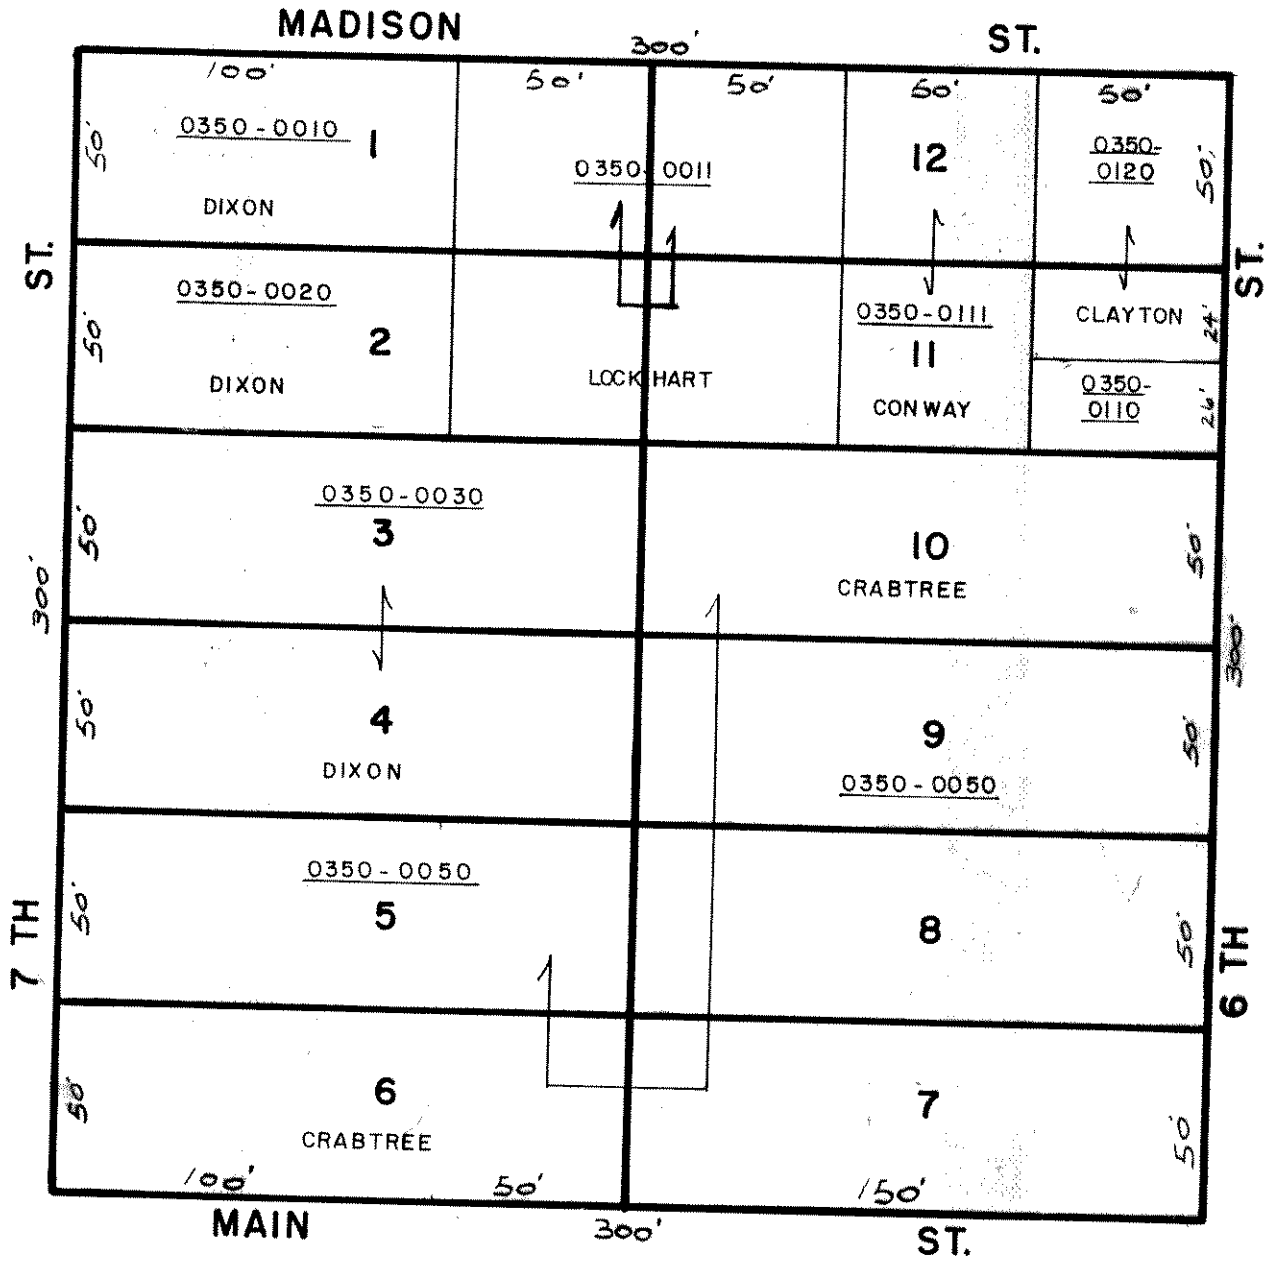 MADISON ST.
300'
100' 50' 50' 50' 50'
50' 0350-0010 1
DIXON
0350-0011
12
0350-
0120
50'
ST.
ST.
50' 0350-0020
2
DIXON
LOCKHART
0350-0111
11
CONWAY
CLAYTON 24'
0350-
0110
26'
50' 0350-0030
3
10 50'
CRABTREE
300'
300'
50' 4
DIXON
9 50'
0350-0050
50' 0350-0050
5
8 50'
7 TH
6 TH
50' 6
CRABTREE
7 50'
100' 50' 150'
MAIN 300' ST.